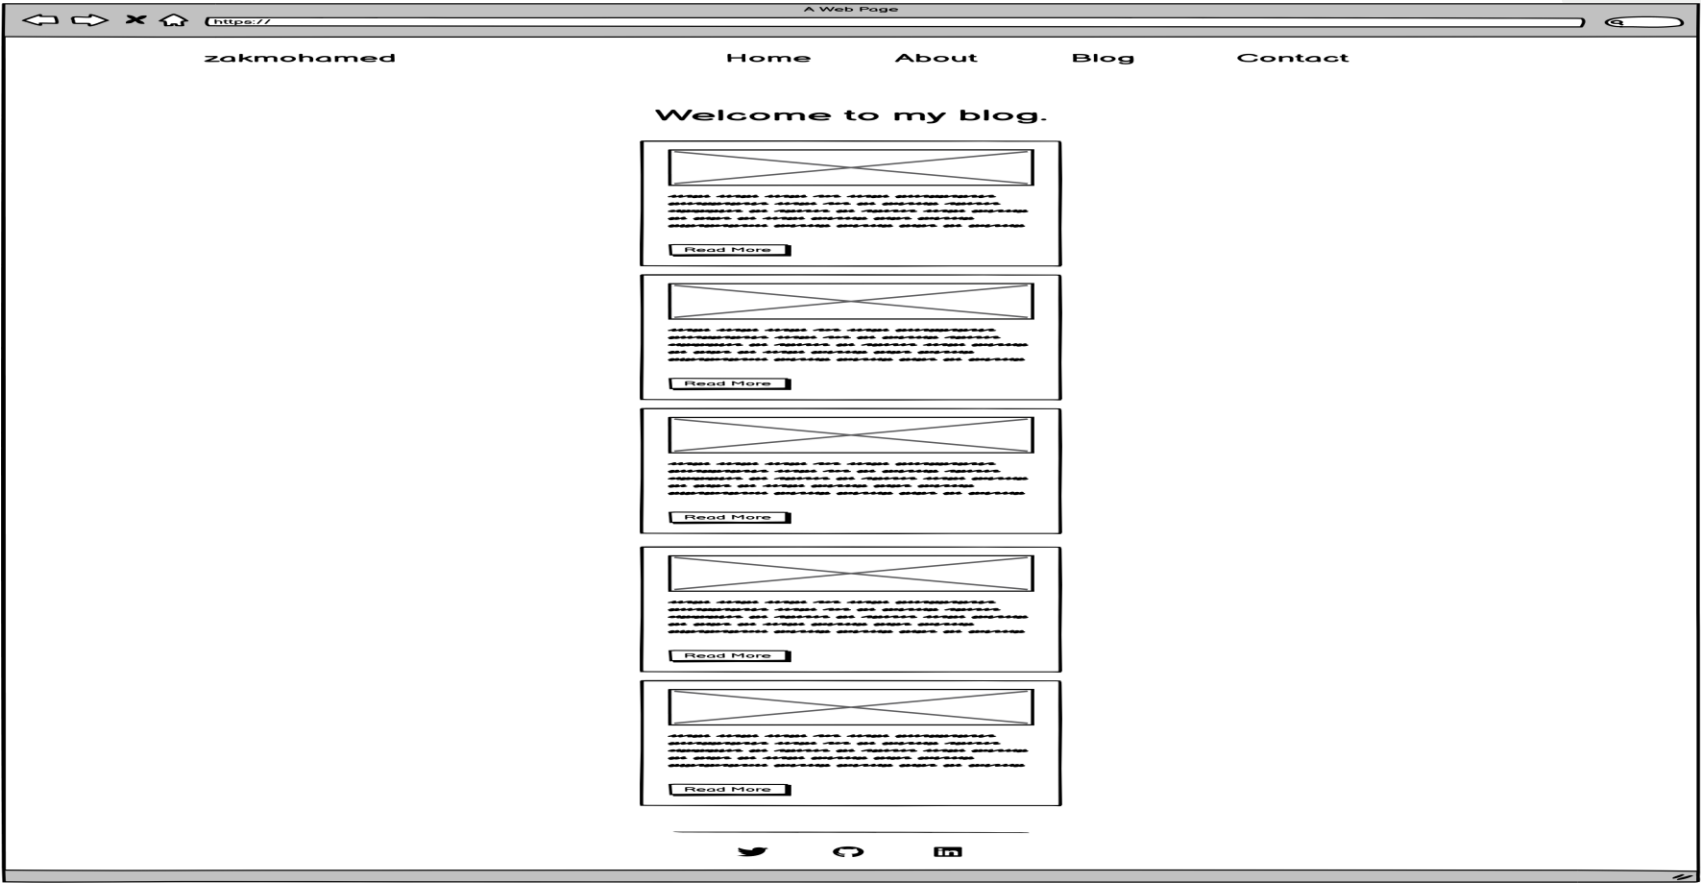 A Web Page
https://
zakmohamed Home About Blog Contact
Welcome to my blog.
Read More
Read More
Read More
Read More
Read More
in